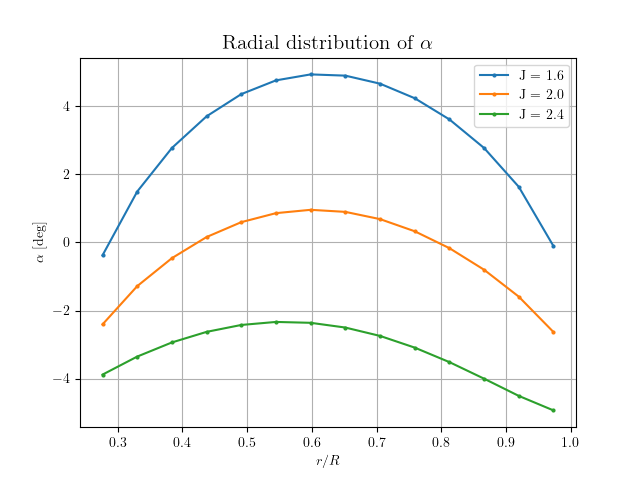 Radial distribution of α
J = 1.6
J = 2.0
J = 2.4
α [deg]
4
2
0
−2
−4
0.3 0.4 0.5 0.6 0.7 0.8 0.9 1.0
r/R